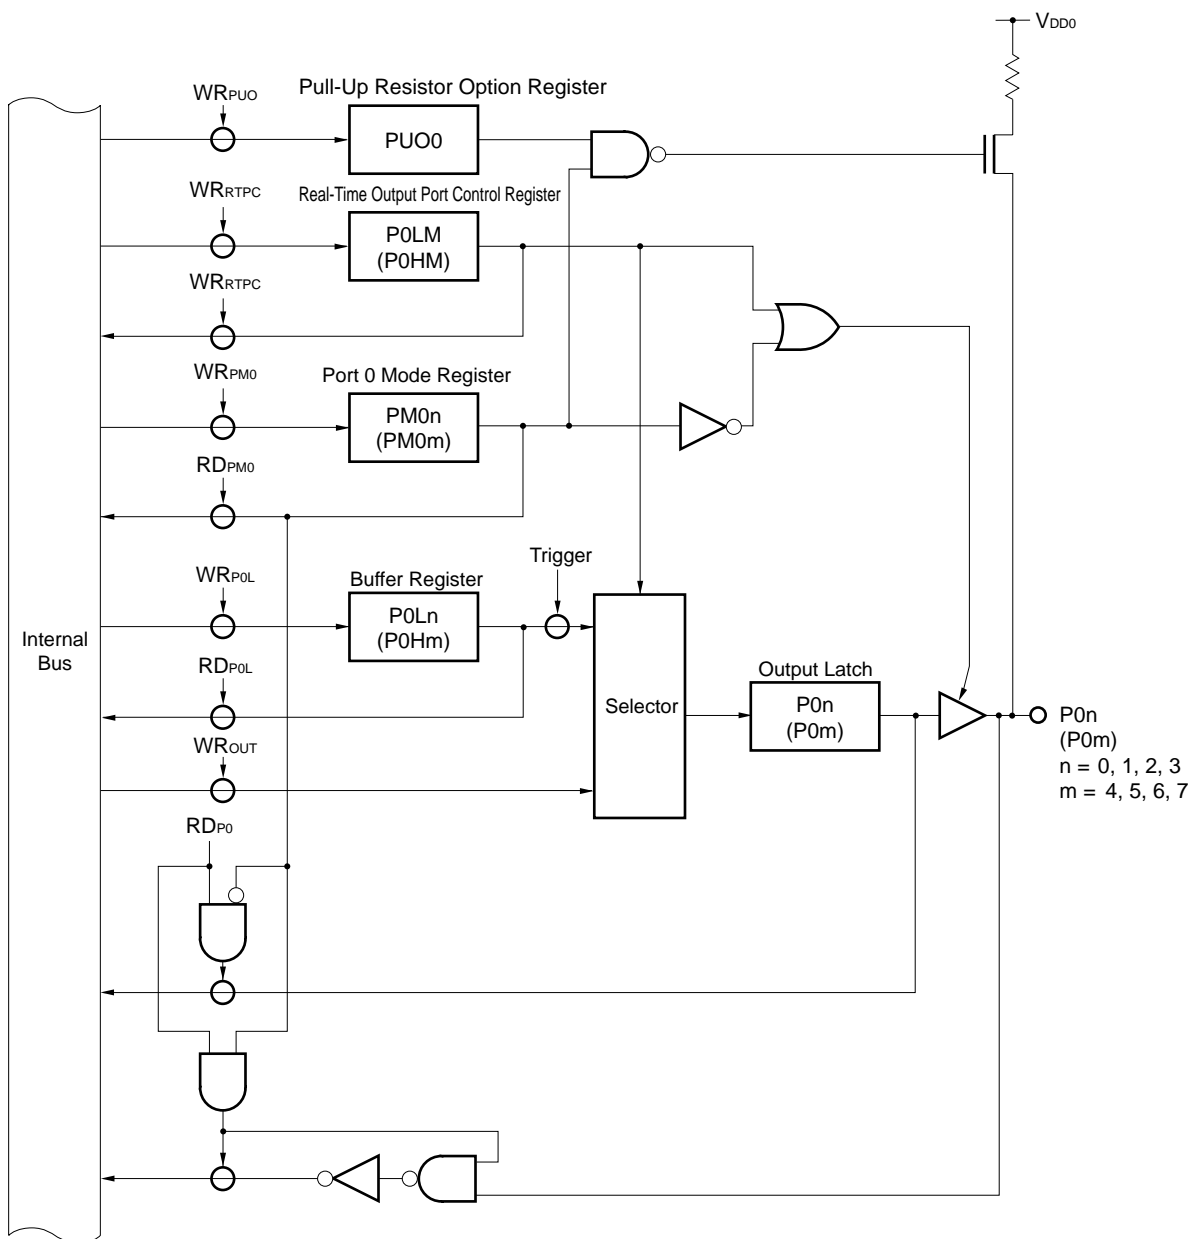 VDD0
Pull-Up Resistor Option Register
WRPUO
PUO0
Real-Time Output Port Control Register
WRRTPC
P0LM
(P0HM)
WRRTPC
WRPM0
Port 0 Mode Register
PM0n
(PM0m)
RDPM0
Trigger
WRP0L
Buffer Register
P0Ln
(P0Hm)
Internal
Bus
RDP0L
Output Latch
Selector
P0n
(P0m)
P0n
(P0m)
n = 0, 1, 2, 3
m = 4, 5, 6, 7
WROUT
RDP0